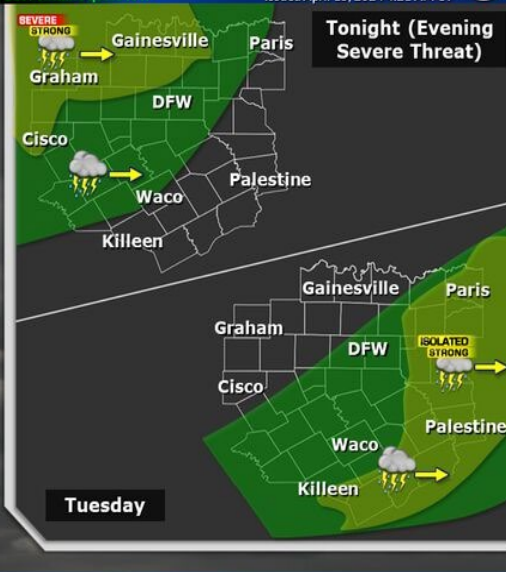 SEVERE
STRONG
Gainesville
Paris
Tonight (Evening
Severe Threat)
Graham
DFW
Cisco
Palestine
Waco
Killeen
Gainesville
Paris
Graham
DFW
ISOLATED
STRONG
Cisco
Palestine
Waco
Killeen
Tuesday